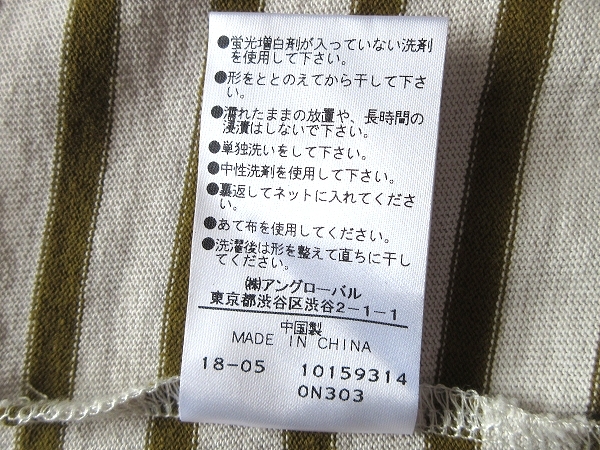 ●蛍光増白剤が入っていない洗剤
を使用して下さい。
●形をととのえてから干して下さ
い。
●濡れたままの放置や、長時間の
浸漬はしないで下さい。
●単独洗いをして下さい。
●中性洗剤を使用して下さい。
●裏返してネットに入れてくださ
い。
●あて布を使用してください。
●洗濯後は形を整えて直ちに干し
てください。
㈱アングローバル
東京都渋谷区渋谷2-1-1
中国製
MADE IN CHINA
18-05 10159314
0N303